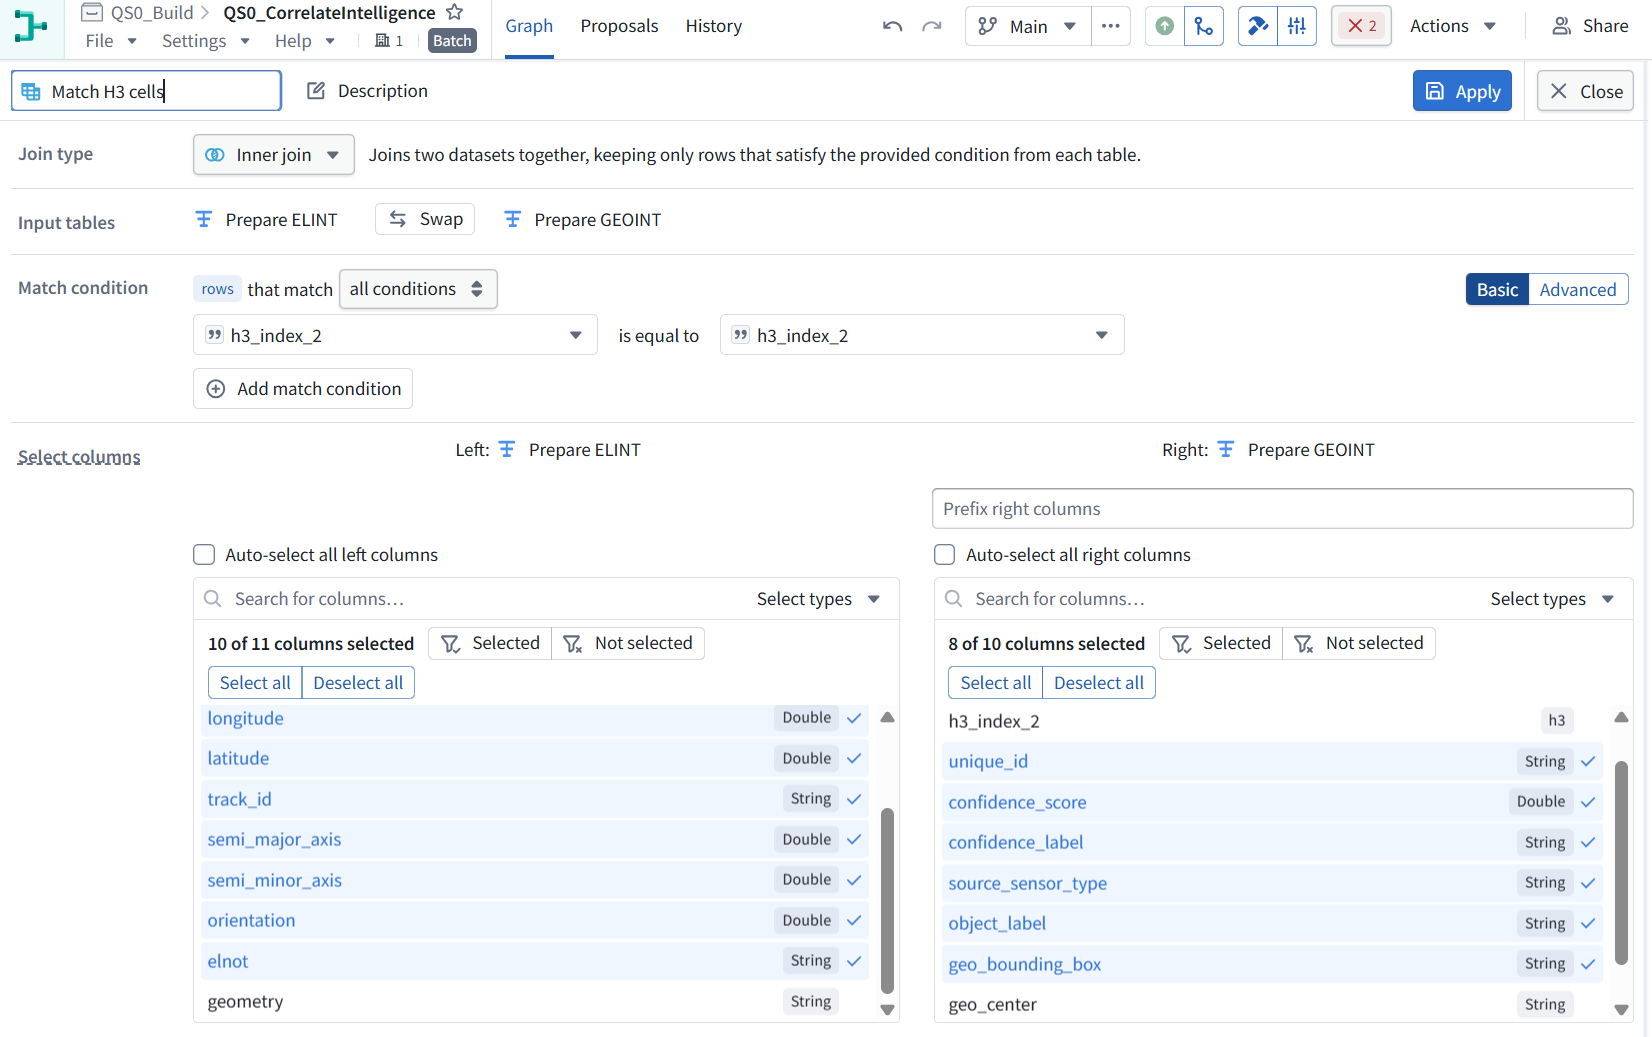 QS0_Build > QS0_CorrelateIntelligence
File Settings Help 1 Batch
Graph Proposals History
Main
2
Actions
Share
Match H3 cells
Description
Apply
Close
Join type
Inner join
Joins two datasets together, keeping only rows that satisfy the provided condition from each table.
Input tables
Prepare ELINT
Swap
Prepare GEOINT
Match condition
rows that match all conditions
Basic Advanced
h3_index_2 is equal to h3_index_2
Add match condition
Select columns
Left: Prepare ELINT
Right: Prepare GEOINT
Prefix right columns
Auto-select all left columns
Search for columns…
Select types
10 of 11 columns selected
Selected Not selected
Select all Deselect all
longitude Double
latitude Double
track_id String
semi_major_axis Double
semi_minor_axis Double
orientation Double
elnot String
geometry String
Auto-select all right columns
Search for columns…
Select types
8 of 10 columns selected
Selected Not selected
Select all Deselect all
h3_index_2 h3
unique_id String
confidence_score Double
confidence_label String
source_sensor_type String
object_label String
geo_bounding_box String
geo_center String